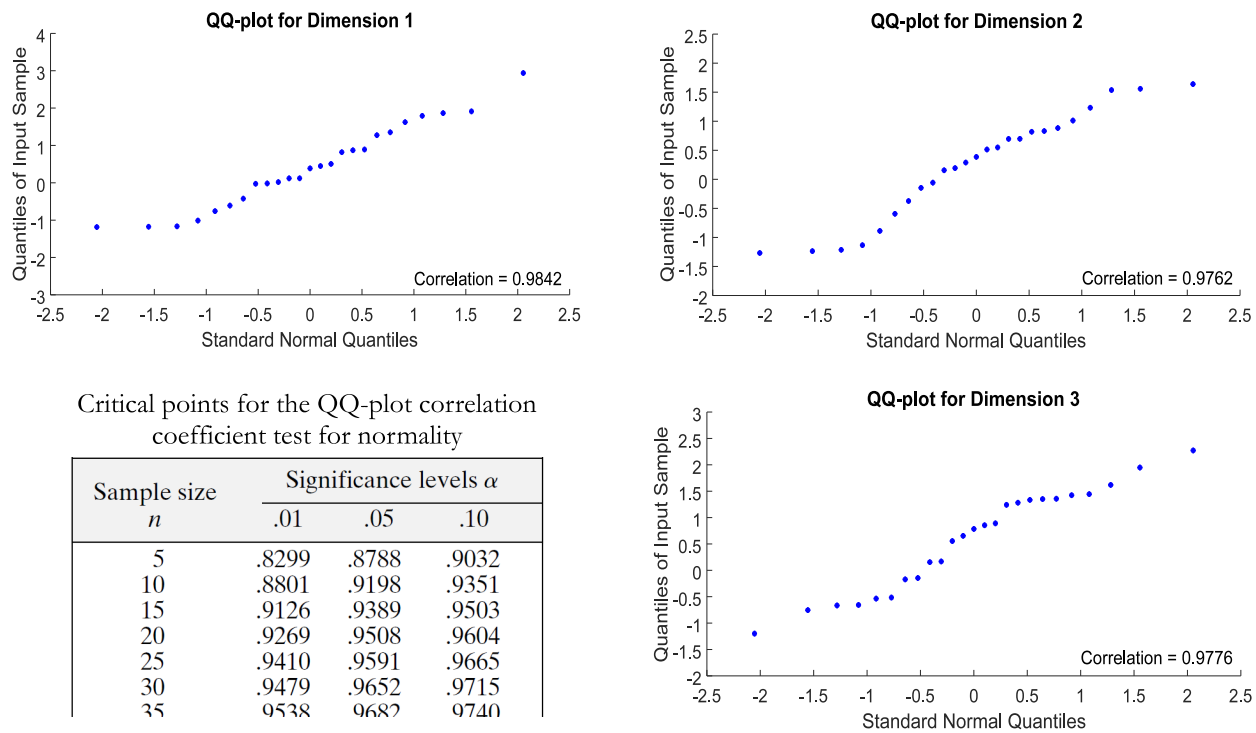 QQ-plot for Dimension 1
Quantiles of Input Sample
4
3
2
1
0
-1
-2
-3
Correlation = 0.9842
-2.5 -2 -1.5 -1 -0.5 0 0.5 1 1.5 2 2.5
Standard Normal Quantiles
QQ-plot for Dimension 2
Quantiles of Input Sample
2.5
2
1.5
1
0.5
0
-0.5
-1
-1.5
-2
Correlation = 0.9762
-2.5 -2 -1.5 -1 -0.5 0 0.5 1 1.5 2 2.5
Standard Normal Quantiles
Critical points for the QQ-plot correlation
coefficient test for normality
Sample size Significance levels α
n .01 .05 .10
5 .8299 .8788 .9032
10 .8801 .9198 .9351
15 .9126 .9389 .9503
20 .9269 .9508 .9604
25 .9410 .9591 .9665
30 .9479 .9652 .9715
35 .9538 .9682 .9740
QQ-plot for Dimension 3
Quantiles of Input Sample
3
2.5
2
1.5
1
0.5
0
-0.5
-1
-1.5
-2
Correlation = 0.9776
-2.5 -2 -1.5 -1 -0.5 0 0.5 1 1.5 2 2.5
Standard Normal Quantiles